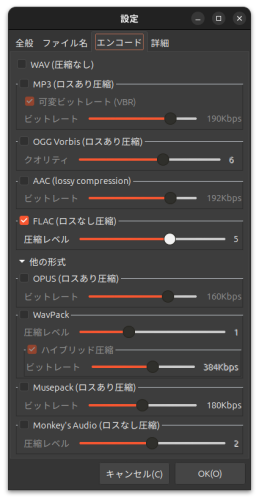 設定
全般 ファイル名 エンコード 詳細
WAV (圧縮なし)
MP3 (ロスあり圧縮)
可変ビットレート (VBR)
ビットレート 190Kbps
OGG Vorbis (ロスあり圧縮)
クオリティ 6
AAC (lossy compression)
ビットレート 192Kbps
FLAC (ロスなし圧縮)
圧縮レベル 5
他の形式
OPUS (ロスあり圧縮)
ビットレート 160Kbps
WavPack
圧縮レベル 1
ハイブリッド圧縮
ビットレート 384Kbps
Musepack (ロスあり圧縮)
ビットレート 180Kbps
Monkey's Audio (ロスなし圧縮)
圧縮レベル 2
キャンセル(C) OK(O)